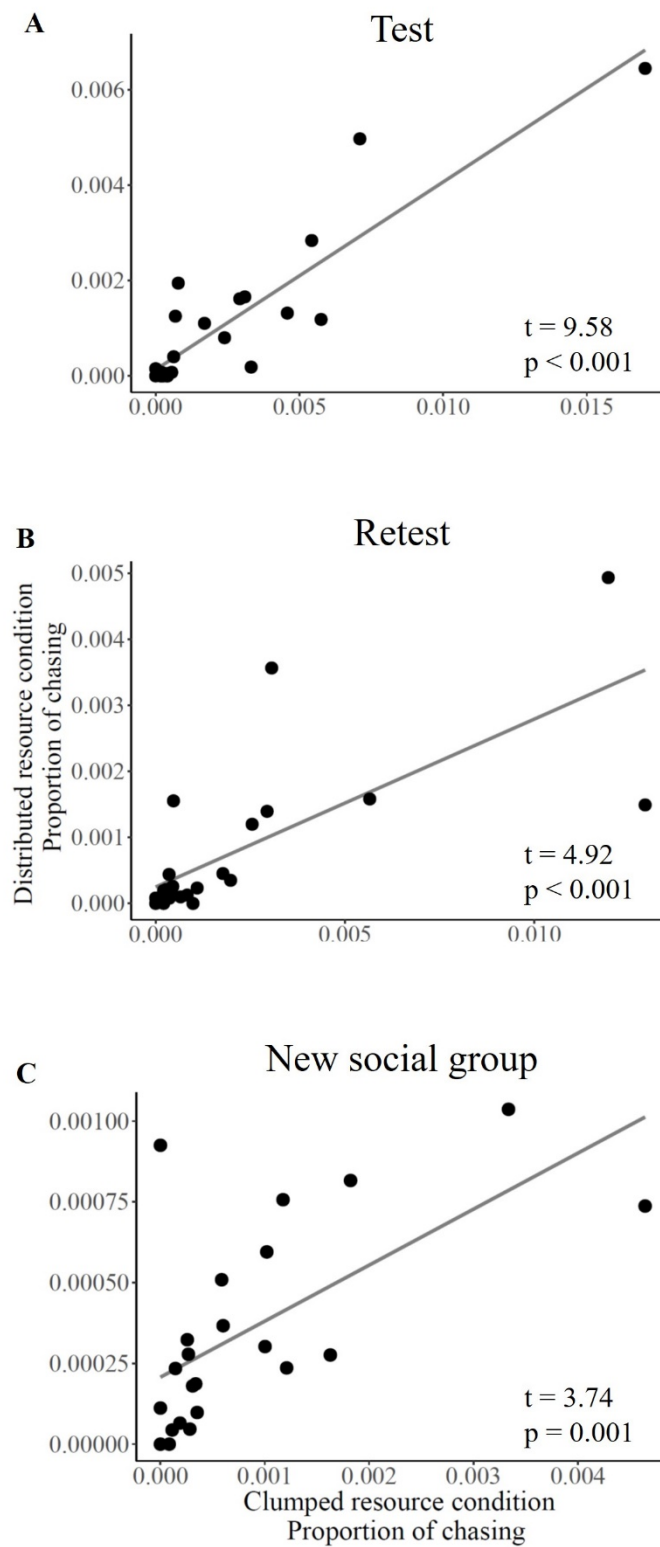 A
Test
0.006
0.004
0.002
0.000
t = 9.58
p < 0.001
0.000 0.005 0.010 0.015
B
Retest
Distributed resource condition
Proportion of chasing
0.005
0.004
0.003
0.002
0.001
0.000
t = 4.92
p < 0.001
0.000 0.005 0.010
C
New social group
0.00100
0.00075
0.00050
0.00025
0.00000
t = 3.74
p = 0.001
0.000 0.001 0.002 0.003 0.004
Clumped resource condition
Proportion of chasing